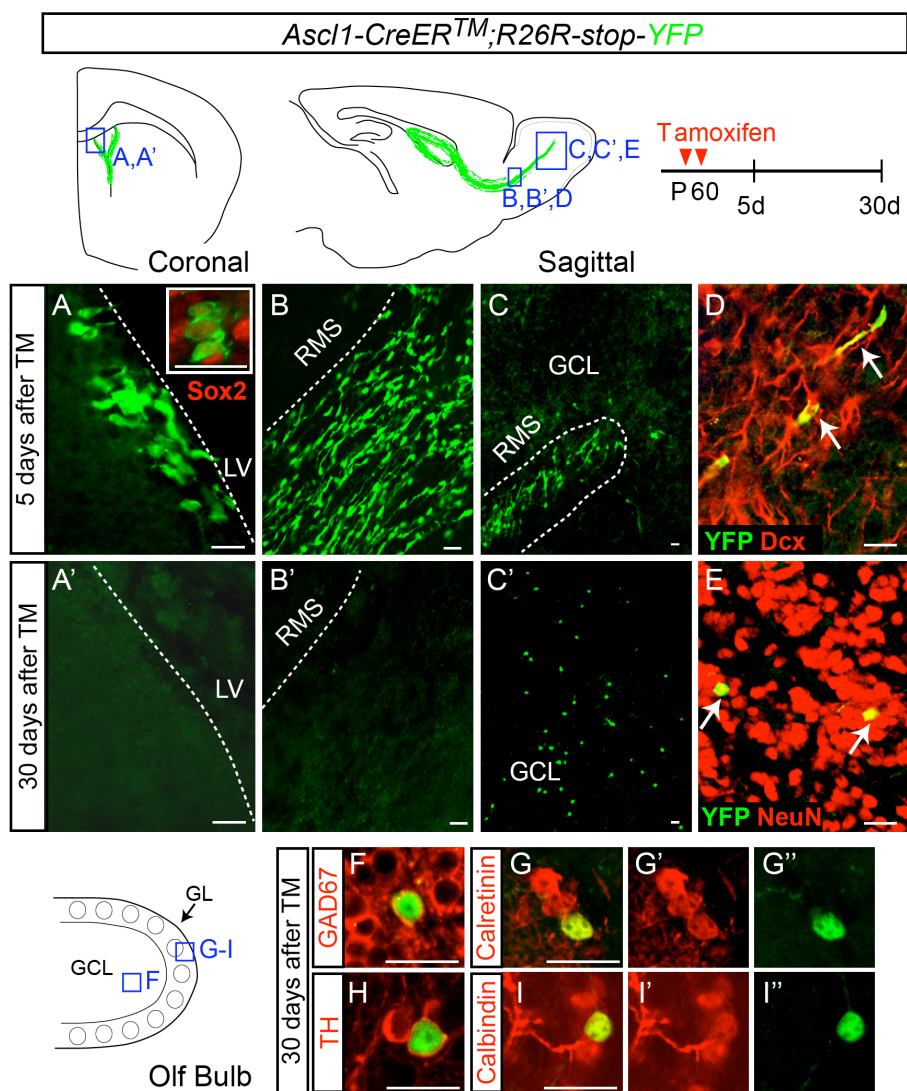 Ascl1-CreERTM;R26R-stop-YFP
A,A'
C,C',E
B,B',D
Coronal
Sagittal
Tamoxifen
P60
5d
30d
5 days after TM
A
Sox2
LV
B
RMS
C
GCL
RMS
D
YFP Dcx
30 days after TM
A'
LV
B'
RMS
C'
GCL
E
YFP NeuN
GL
GCL
G-I
F
Olf Bulb
30 days after TM
GAD67
F
Calretinin
G
G'
G''
TH
H
Calbindin
I
I'
I''